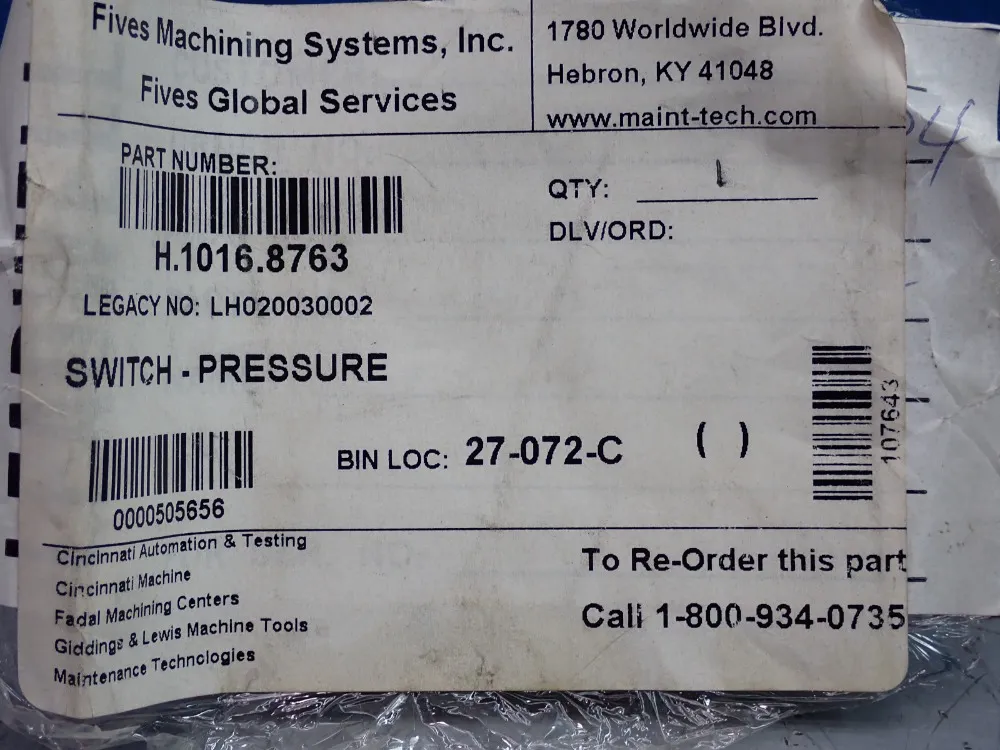 Fives Machining Systems, Inc.
Fives Global Services
1780 Worldwide Blvd.
Hebron, KY 41048
www.maint-tech.com
PART NUMBER:
H.1016.8763
LEGACY NO: LH020030002
QTY: 1
DLV/ORD:
SWITCH - PRESSURE
BIN LOC: 27-072-C ( )
107643
0000505656
Cincinnati Automation & Testing
Cincinnati Machine
Fadal Machining Centers
Giddings & Lewis Machine Tools
Maintenance Technologies
To Re-Order this part
Call 1-800-934-0735